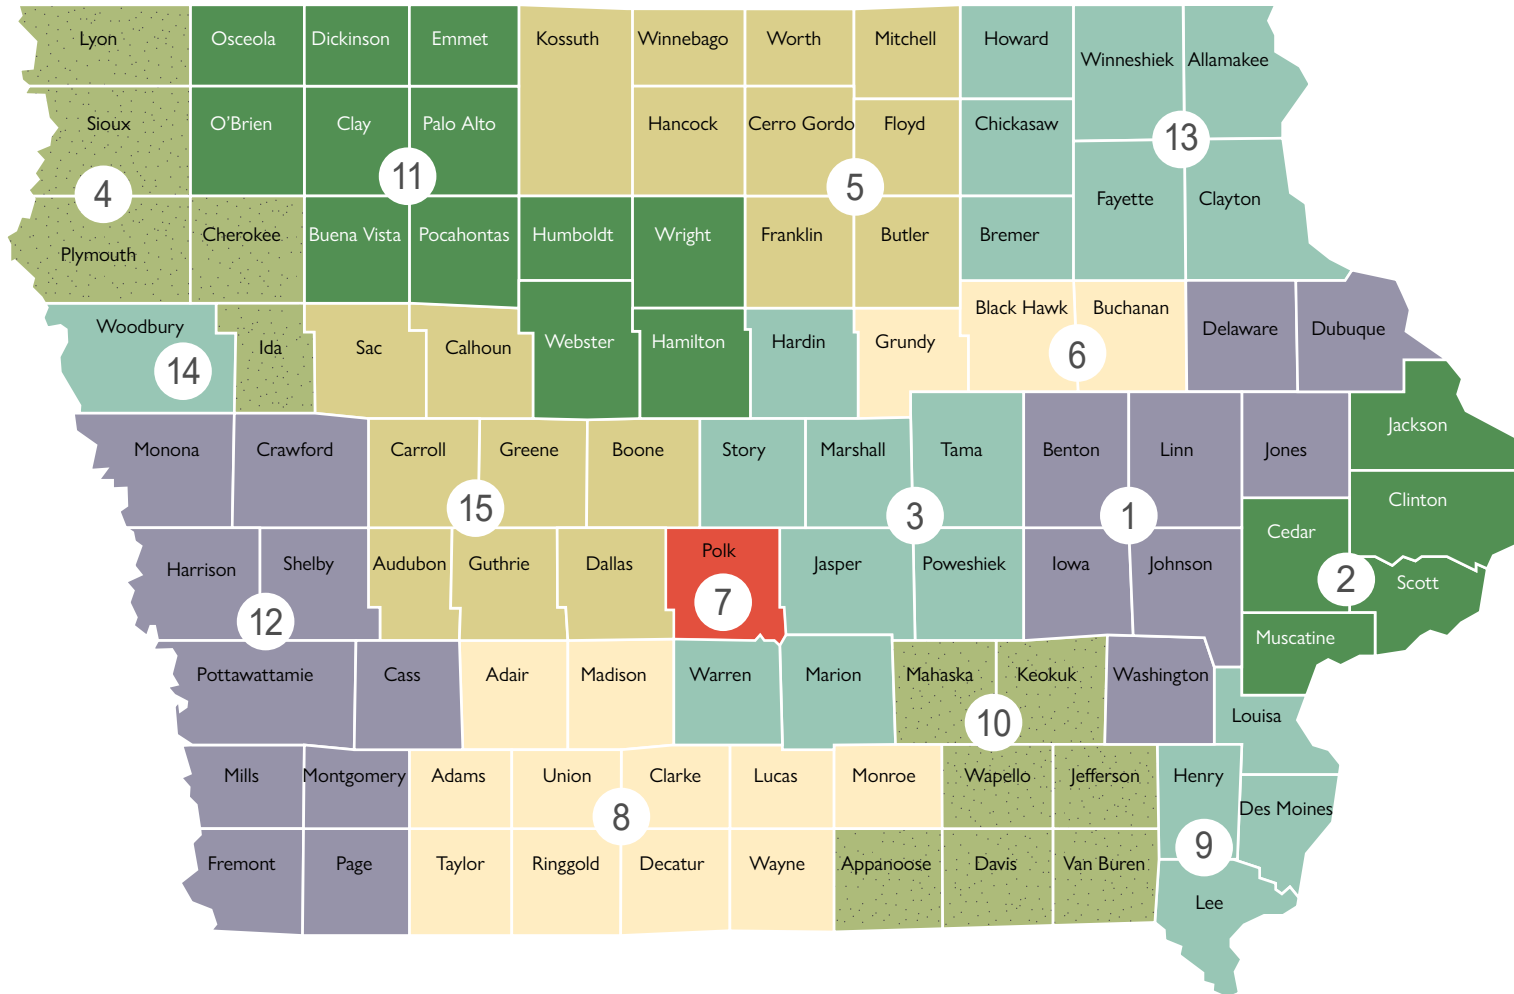 Lyon
Osceola
Dickinson
Emmet
Kossuth
Winnebago
Worth
Mitchell
Howard
Winneshiek
Allamakee
Sioux
O'Brien
Clay
Palo Alto
Hancock
Cerro Gordo
Floyd
Chickasaw
13
11
5
4
Plymouth
Cherokee
Buena Vista
Pocahontas
Humboldt
Wright
Franklin
Butler
Bremer
Fayette
Clayton
Woodbury
14
Ida
Sac
Calhoun
Webster
Hamilton
Hardin
Grundy
Black Hawk
Buchanan
6
Delaware
Dubuque
Monona
Crawford
Carroll
Greene
Boone
Story
Marshall
Tama
Benton
Linn
Jones
Jackson
15
3
1
Clinton
Harrison
Shelby
Audubon
Guthrie
Dallas
Polk
7
Jasper
Poweshiek
Iowa
Johnson
Cedar
2
Scott
12
Muscatine
Pottawattamie
Cass
Adair
Madison
Warren
Marion
Mahaska
Keokuk
10
Washington
Louisa
Mills
Montgomery
Adams
Union
Clarke
Lucas
Monroe
Wapello
Jefferson
Henry
Des Moines
8
9
Fremont
Page
Taylor
Ringgold
Decatur
Wayne
Appanoose
Davis
Van Buren
Lee